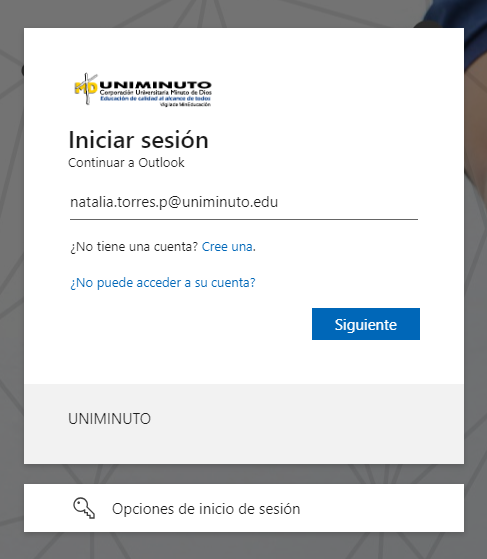 UNIMINUTO
Corporación Universitaria Minuto de Dios
Educación de calidad al alcance de todos
Vigilada MinEducación
Iniciar sesión
Continuar a Outlook
natalia.torres.p@uniminuto.edu
¿No tiene una cuenta? Cree una.
¿No puede acceder a su cuenta?
Siguiente
UNIMINUTO
Opciones de inicio de sesión